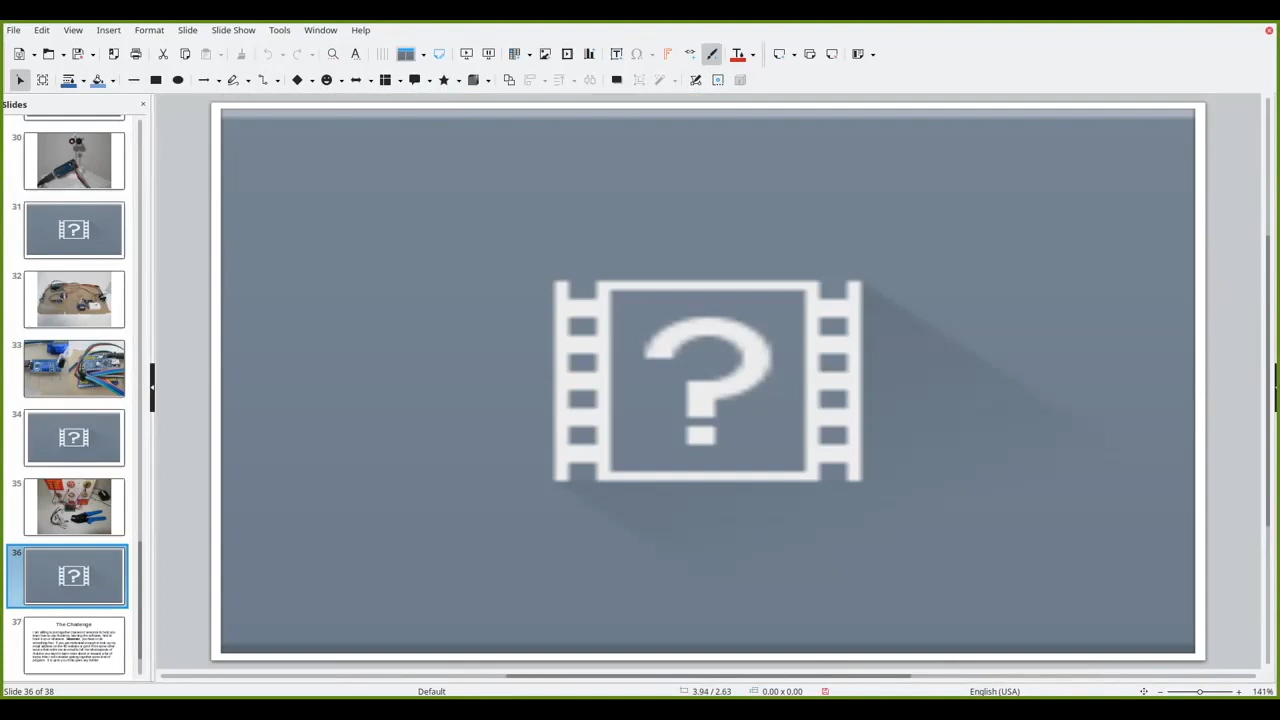 File Edit View Insert Format Slide Slide Show Tools Window Help
Slides
30
31
32
33
34
35
36
37
The Challenge
?
Slide 36 of 38 Default 3.94 / 2.63 0.00 x 0.00 English (USA) 141%